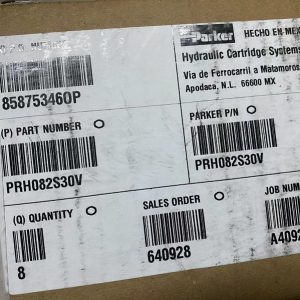 Parker
HECHO EN MEX
Hydraulic Cartridge Systems
Via de Ferrocarril a Matamoros
Apodaca, N.L. 66600 MX
858753460P
(P) PART NUMBER
PARKER P/N
PRH082S30V
PRH082S30V
(Q) QUANTITY
SALES ORDER
JOB NUM
8
640928
A4092